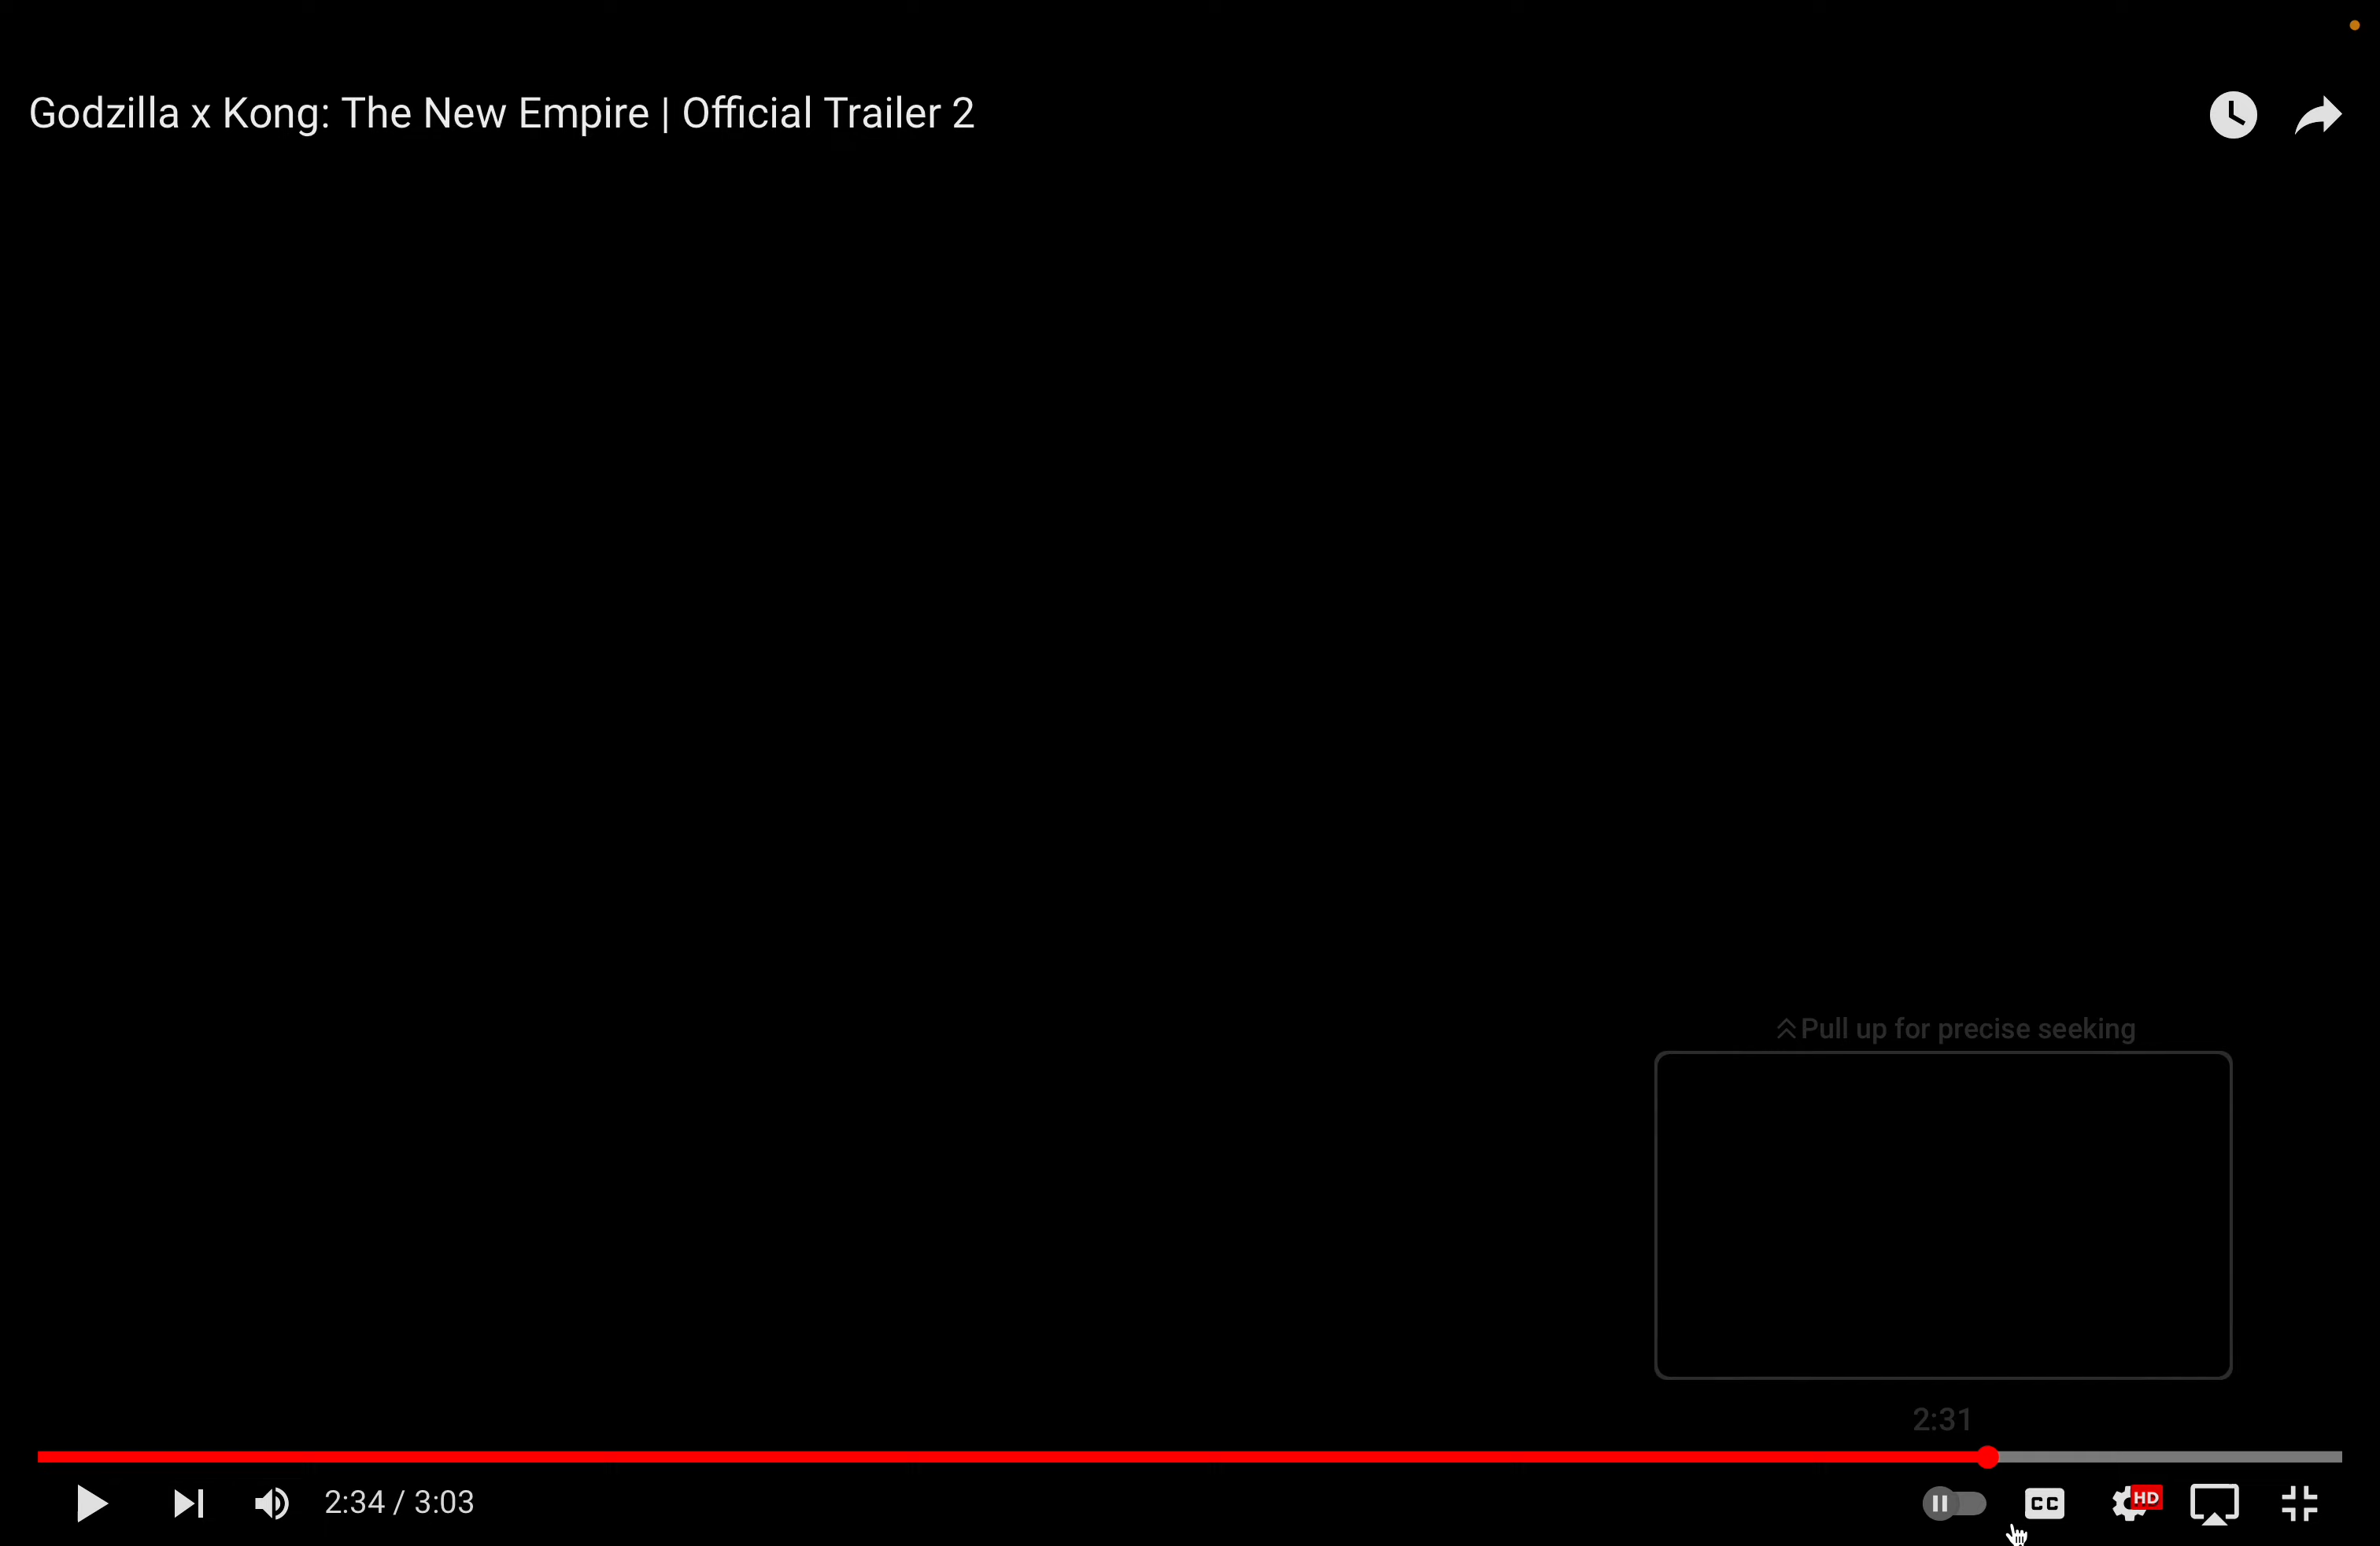 Godzilla x Kong: The New Empire | Official Trailer 2
Pull up for precise seeking
2:31
2:34 / 3:03
CC
HD